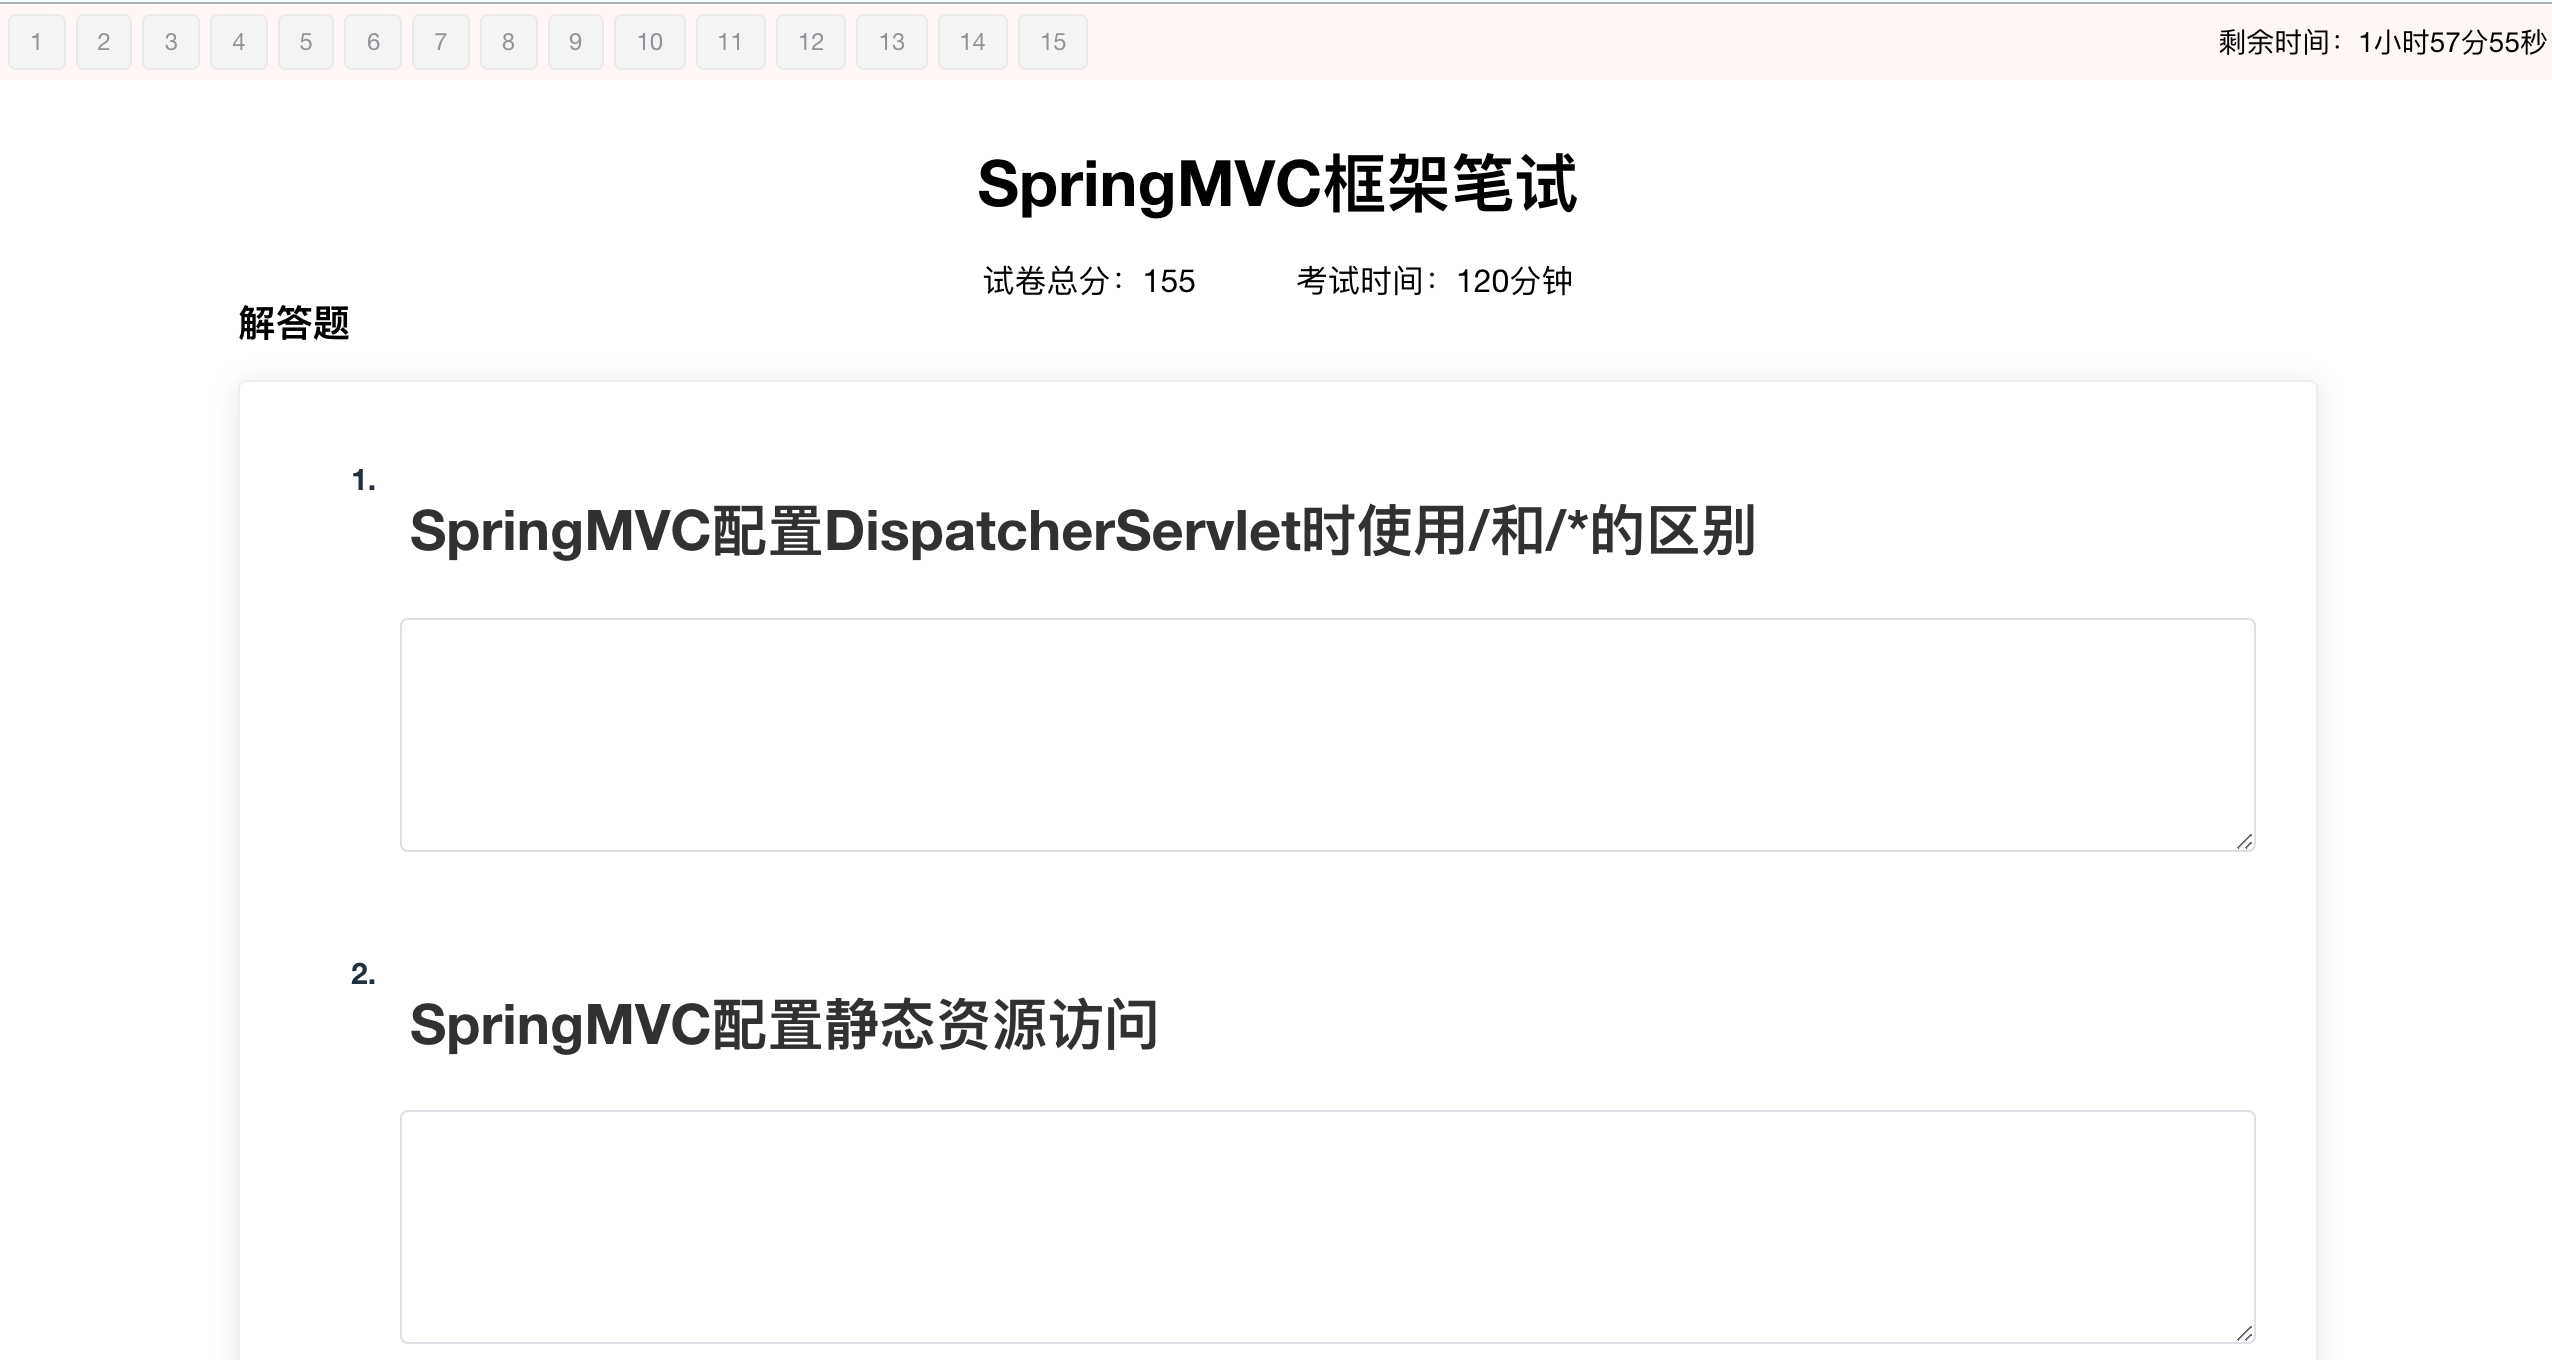 1 2 3 4 5 6 7 8 9 10 11 12 13 14 15 剩余时间：1小时57分55秒
SpringMVC框架笔试
试卷总分：155 考试时间：120分钟
解答题
1.
SpringMVC配置DispatcherServlet时使用/和/*的区别
2.
SpringMVC配置静态资源访问